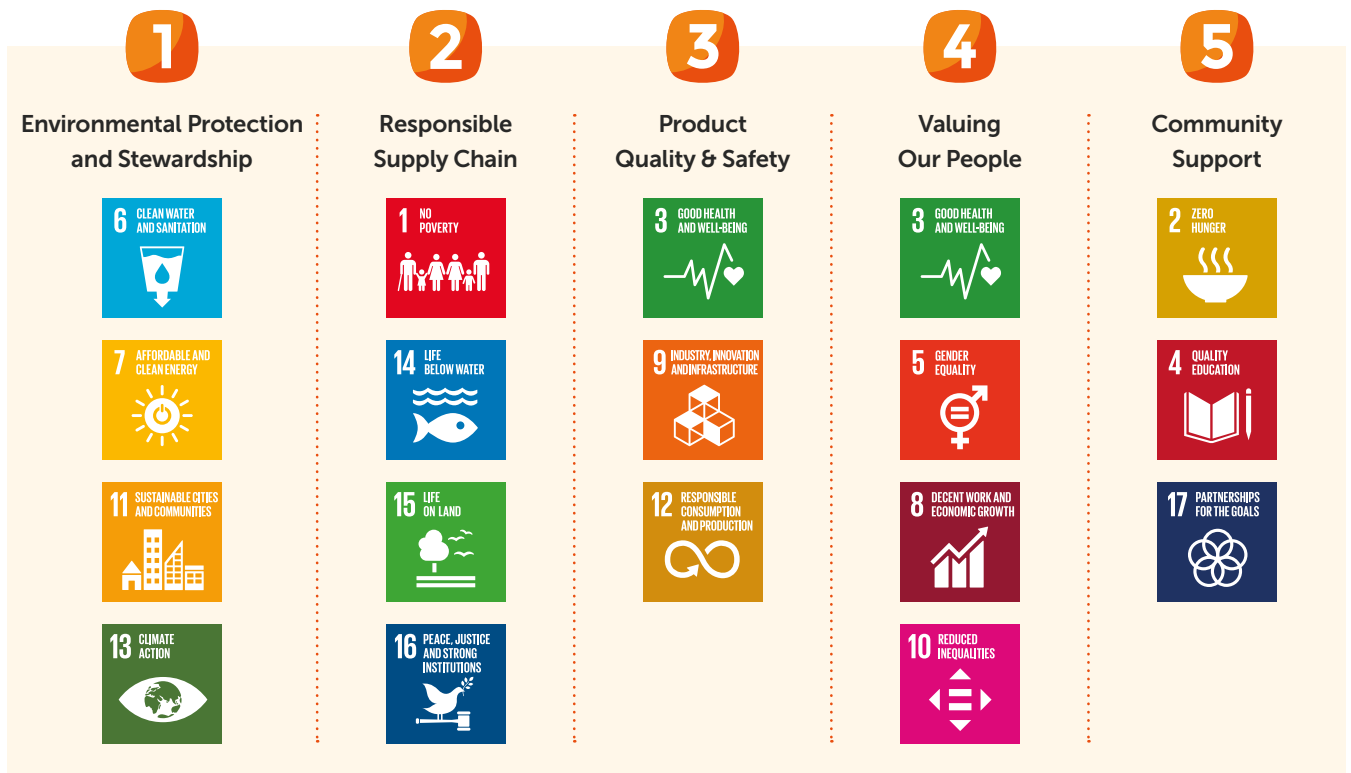 1
Environmental Protection
and Stewardship
6 CLEAN WATER
AND SANITATION
7 AFFORDABLE AND
CLEAN ENERGY
11 SUSTAINABLE CITIES
AND COMMUNITIES
13 CLIMATE
ACTION
2
Responsible
Supply Chain
1 NO
POVERTY
14 LIFE
BELOW WATER
15 LIFE
ON LAND
16 PEACE, JUSTICE
AND STRONG
INSTITUTIONS
3
Product
Quality & Safety
3 GOOD HEALTH
AND WELL-BEING
9 INDUSTRY, INNOVATION
AND INFRASTRUCTURE
12 RESPONSIBLE
CONSUMPTION
AND PRODUCTION
4
Valuing
Our People
3 GOOD HEALTH
AND WELL-BEING
5 GENDER
EQUALITY
8 DECENT WORK AND
ECONOMIC GROWTH
10 REDUCED
INEQUALITIES
5
Community
Support
2 ZERO
HUNGER
4 QUALITY
EDUCATION
17 PARTNERSHIPS
FOR THE GOALS